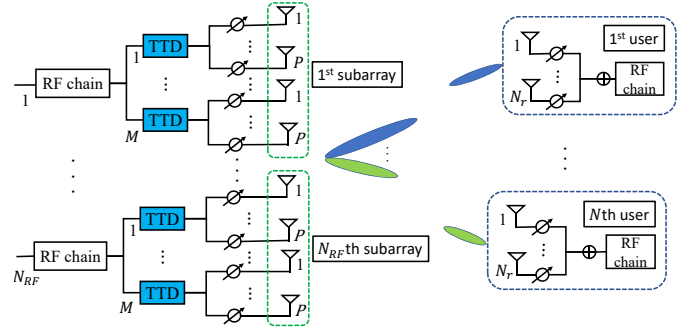 1
RF chain
1
TTD
⋮
M
TTD
1
⋮
P
1
⋮
P
1st subarray
⋮
N_RF
RF chain
1
TTD
⋮
M
TTD
1
⋮
P
1
⋮
P
N_RFth subarray
⋮
1
⋮
N_r
1st user
RF
chain
⋮
1
⋮
N_r
Nth user
RF
chain